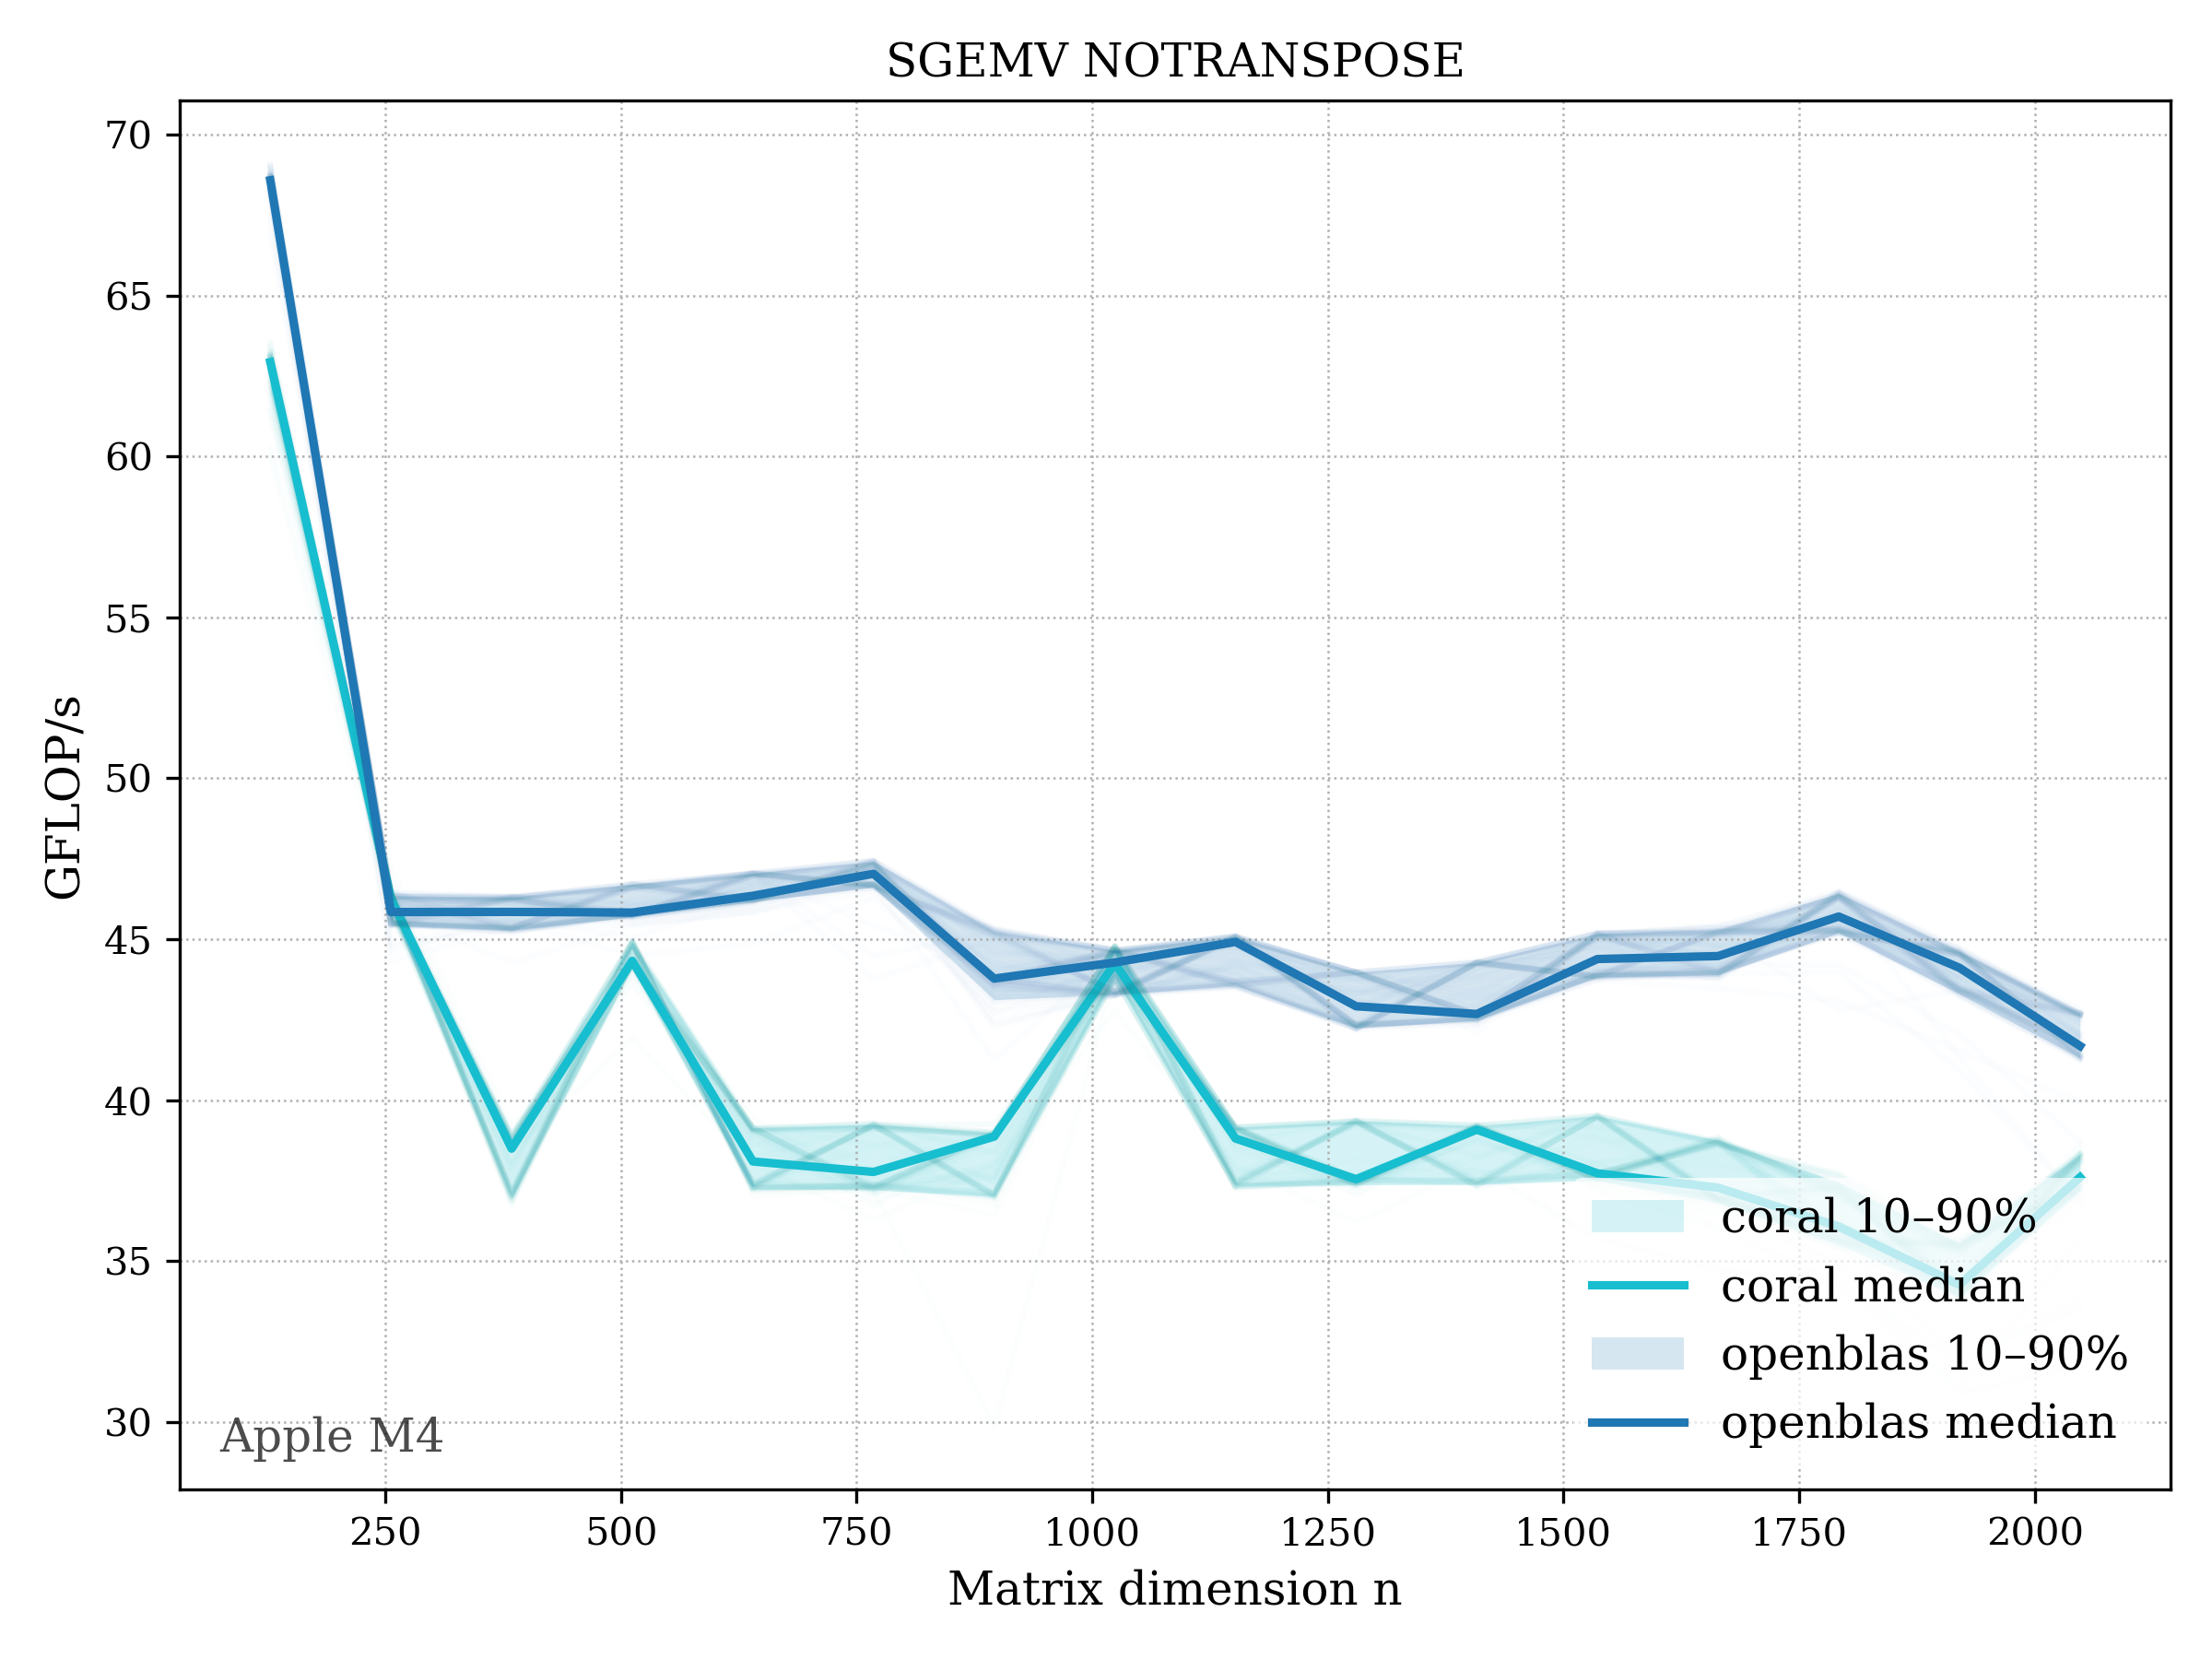 SGEMV NOTRANSPOSE
70
65
60
55
50
45
40
35
30
GFLOP/s
Apple M4
coral 10–90%
coral median
openblas 10–90%
openblas median
250 500 750 1000 1250 1500 1750 2000
Matrix dimension n